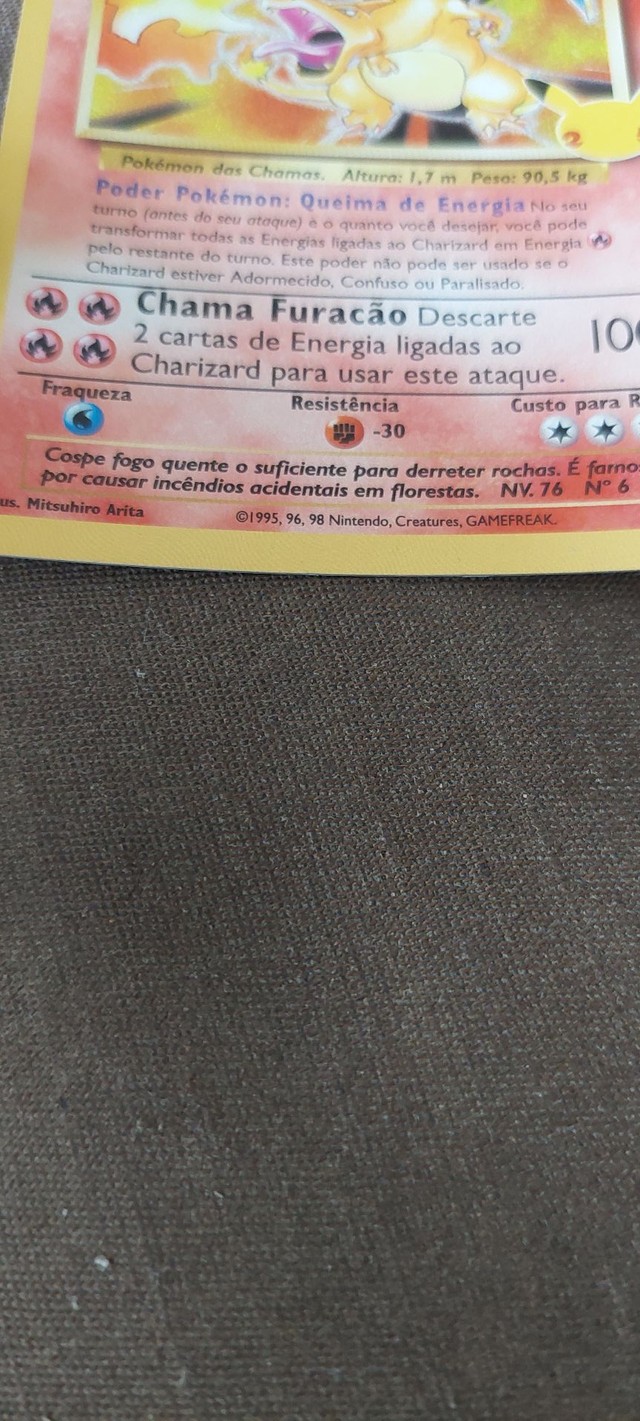 Pokémon das Chamas. Altura: 1,7 m Peso: 90,5 kg
Poder Pokémon: Queima de Energia No seu
turno (antes do seu ataque) e o quanto você desejar, você pode
transformar todas as Energias ligadas ao Charizard em Energia
pelo restante do turno. Este poder não pode ser usado se o
Charizard estiver Adormecido, Confuso ou Paralisado.
Chama Furacão Descarte
2 cartas de Energia ligadas ao
Charizard para usar este ataque.
10
Fraqueza
Resistência
Custo para R
-30
Cospe fogo quente o suficiente para derreter rochas. É famo
por causar incêndios acidentais em florestas. NV. 76 Nº 6
us. Mitsuhiro Arita
©1995, 96, 98 Nintendo, Creatures, GAMEFREAK.